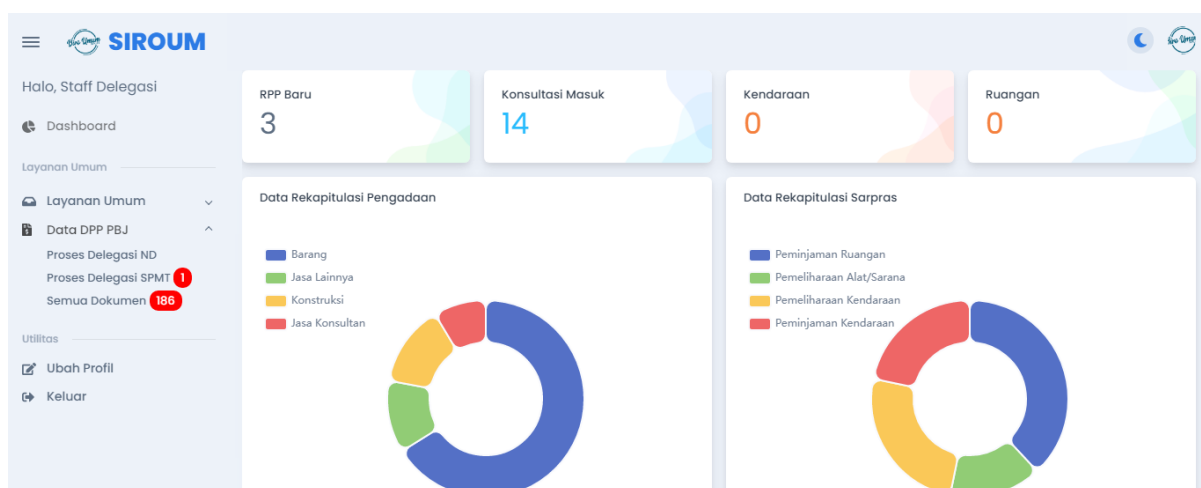 SIROUM
Halo, Staff Delegasi
Dashboard
Layanan Umum
Layanan Umum
Data DPP PBJ
Proses Delegasi ND
Proses Delegasi SPMT 1
Semua Dokumen 186
Utilitas
Ubah Profil
Keluar
RPP Baru
3
Konsultasi Masuk
14
Kendaraan
0
Ruangan
0
Data Rekapitulasi Pengadaan
Barang
Jasa Lainnya
Konstruksi
Jasa Konsultan
Data Rekapitulasi Sarpras
Peminjaman Ruangan
Pemeliharaan Alat/Sarana
Pemeliharaan Kendaraan
Peminjaman Kendaraan